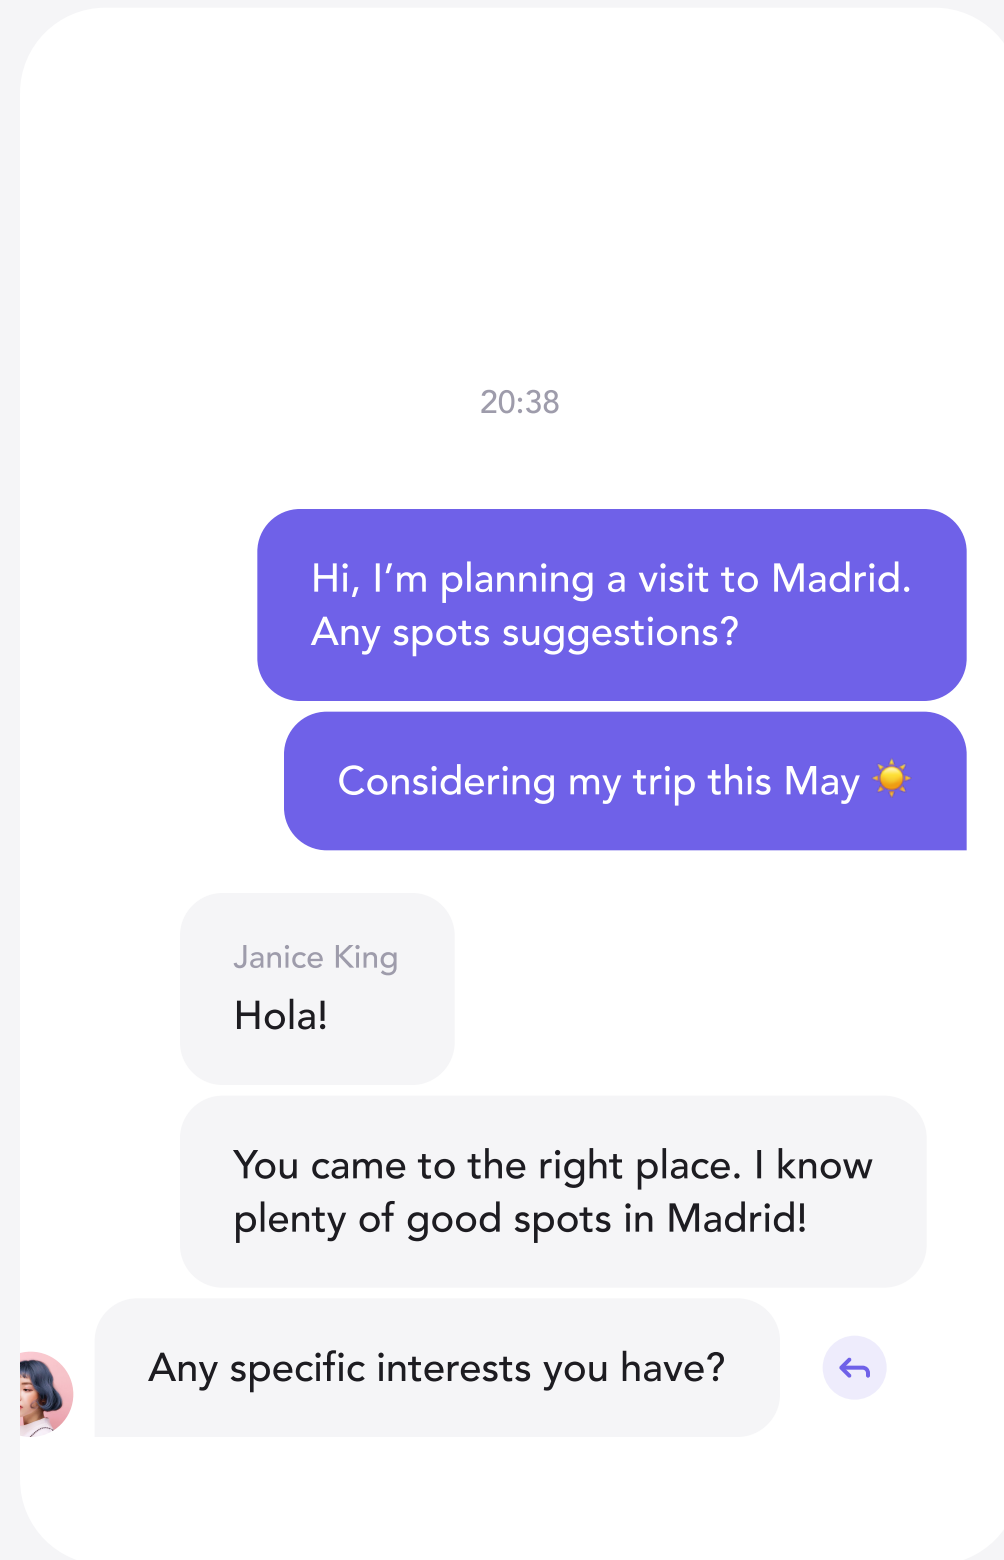 20:38
Hi, I’m planning a visit to Madrid.
Any spots suggestions?
Considering my trip this May ☀️
Janice King
Hola!
You came to the right place. I know
plenty of good spots in Madrid!
Any specific interests you have?